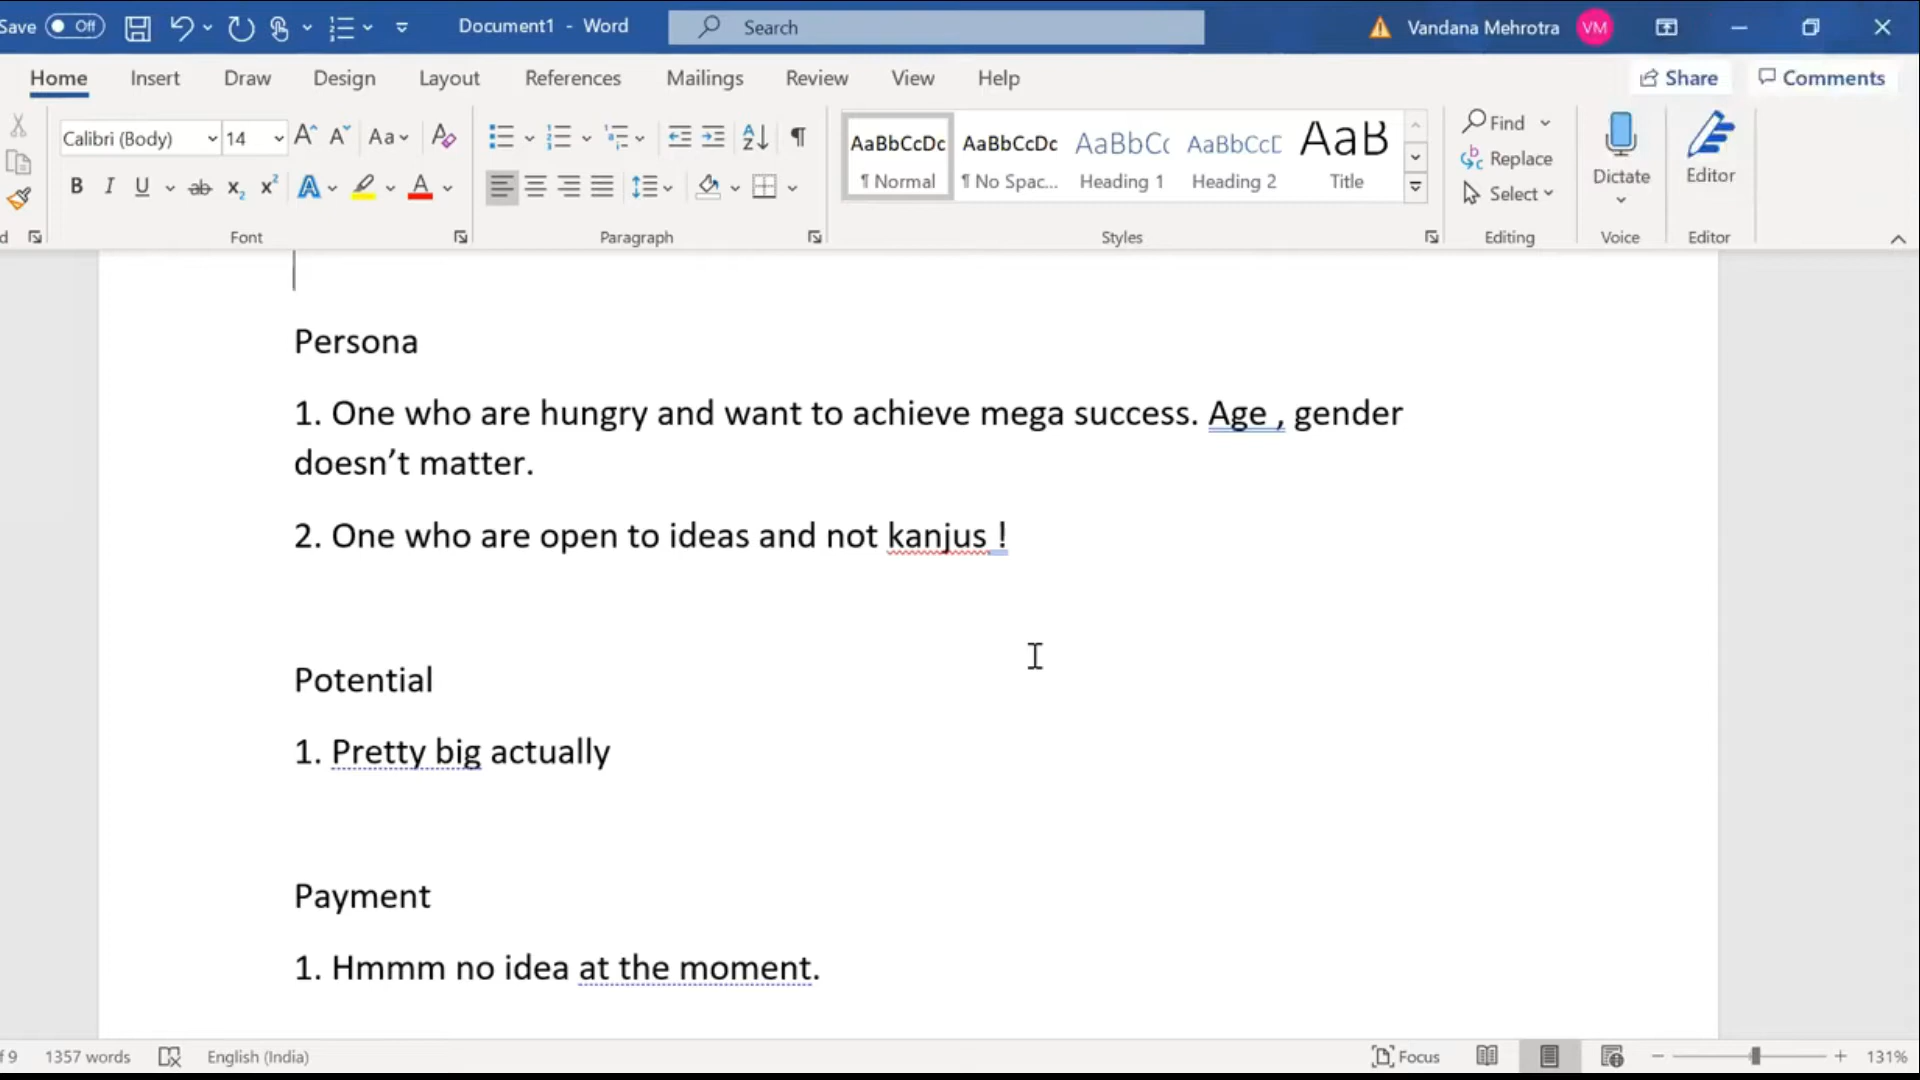 Save Off Document1 - Word Search Vandana Mehrotra VM
Home Insert Draw Design Layout References Mailings Review View Help Share Comments
Calibri (Body) 14 Aa
AaBbCcDc AaBbCcDc AaBbCc AaBbCcD AaB
¶ Normal ¶ No Spac... Heading 1 Heading 2 Title
Find
Replace
Select
Dictate
Editor
d Font Paragraph Styles Editing Voice Editor
Persona
1. One who are hungry and want to achieve mega success. Age , gender
doesn’t matter.
2. One who are open to ideas and not kanjus !
Potential
1. Pretty big actually
Payment
1. Hmmm no idea at the moment.
f 9 1357 words English (India) Focus 131%